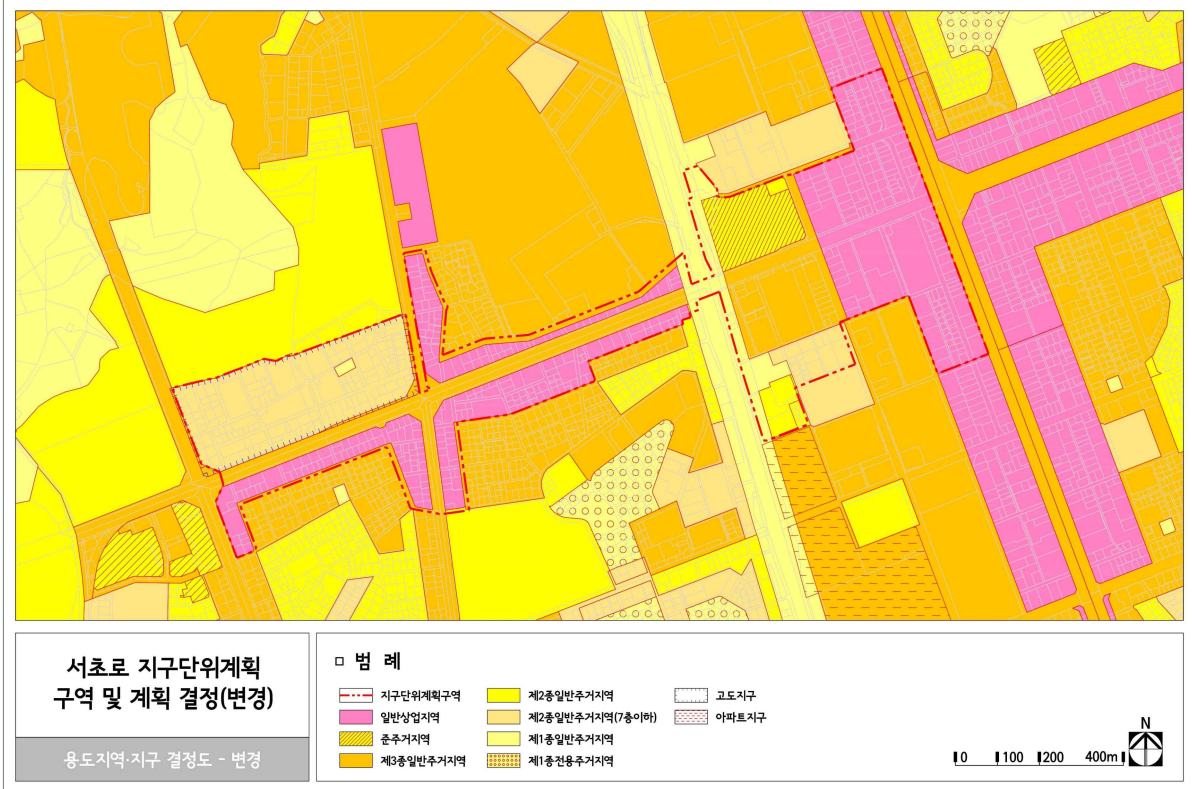 서초로 지구단위계획
구역 및 계획 결정(변경)
용도지역·지구 결정도 - 변경
범 례
지구단위계획구역
일반상업지역
준주거지역
제3종일반주거지역
제2종일반주거지역
제2종일반주거지역(7층이하)
제1종일반주거지역
제1종전용주거지역
고도지구
아파트지구
0 100 200 400m
N